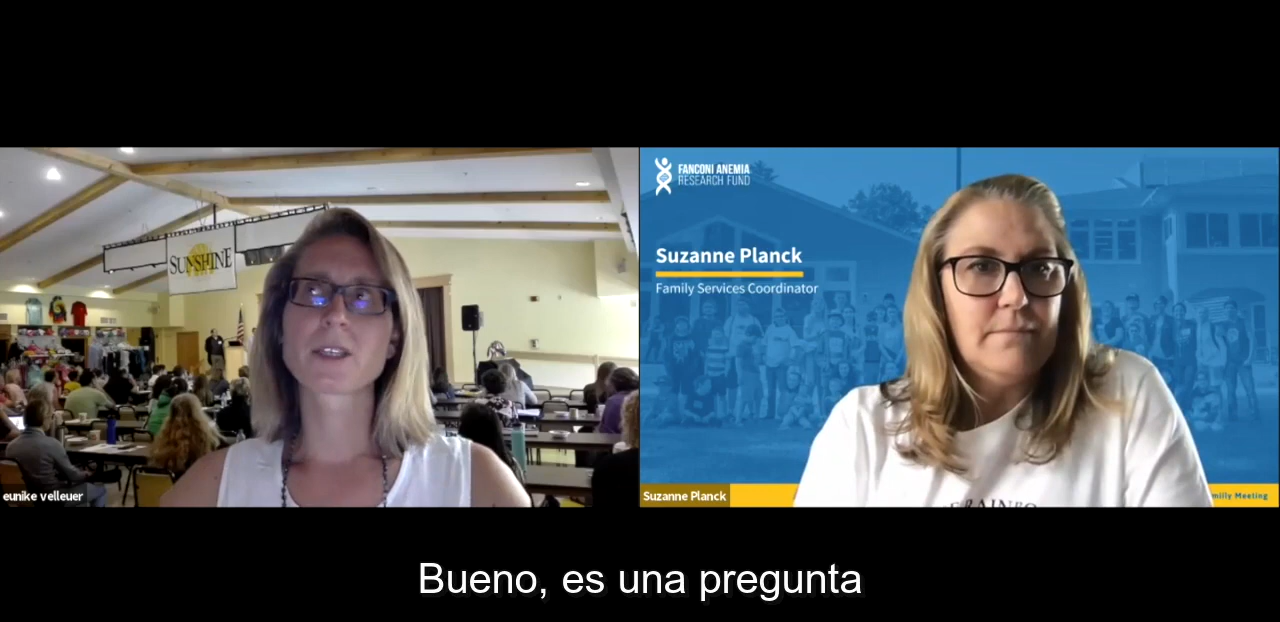 SUNSHINE
eunike velleuer
FANCONI ANEMIA
RESEARCH FUND
Suzanne Planck
Family Services Coordinator
Suzanne Planck
Meeting
Bueno, es una pregunta